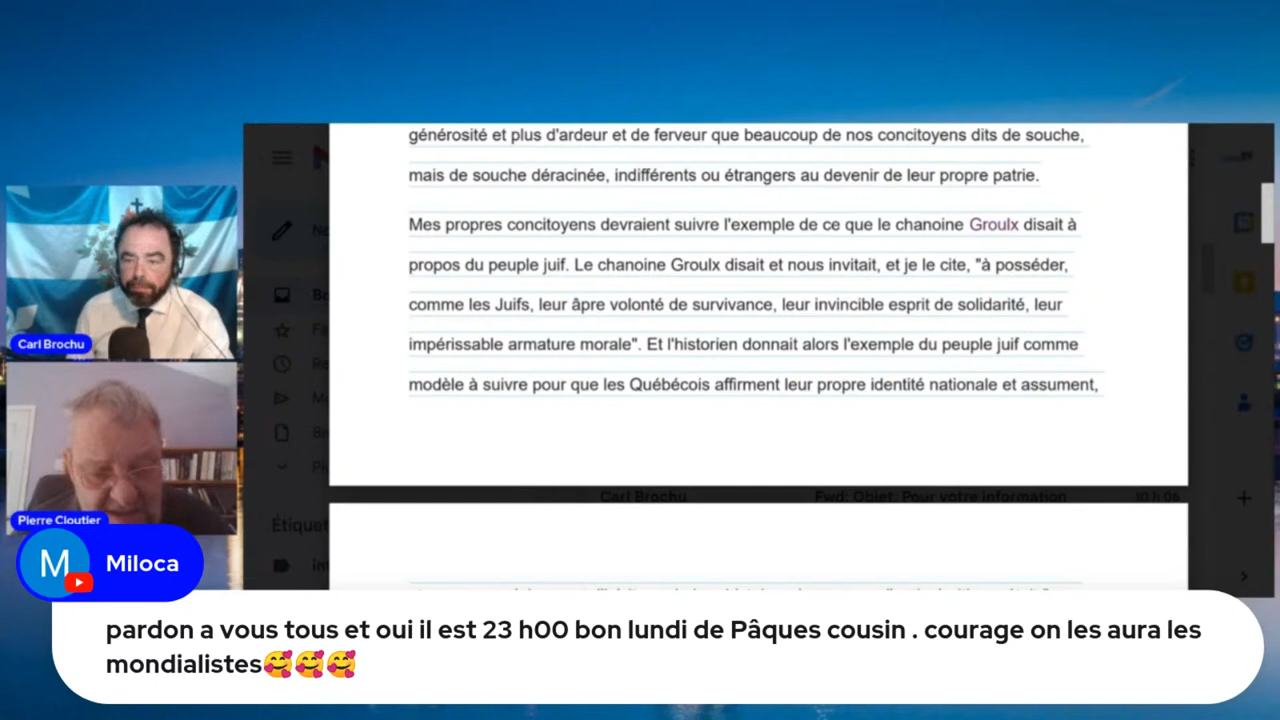 générosité et plus d'ardeur et de ferveur que beaucoup de nos concitoyens dits de souche,
mais de souche déracinée, indifférents ou étrangers au devenir de leur propre patrie.
Mes propres concitoyens devraient suivre l'exemple de ce que le chanoine Groulx disait à
propos du peuple juif. Le chanoine Groulx disait et nous invitait, et je le cite, "à posséder,
comme les Juifs, leur âpre volonté de survivance, leur invincible esprit de solidarité, leur
impérissable armature morale". Et l'historien donnait alors l'exemple du peuple juif comme
modèle à suivre pour que les Québécois affirment leur propre identité nationale et assument,
Carl Brochu
Pierre Cloutier
Carl Brochu Fwd: Objet: Pour votre information 10 h 06
Étiquet
M Miloca
pardon a vous tous et oui il est 23 h00 bon lundi de Pâques cousin . courage on les aura les
mondialistes🥰🥰🥰